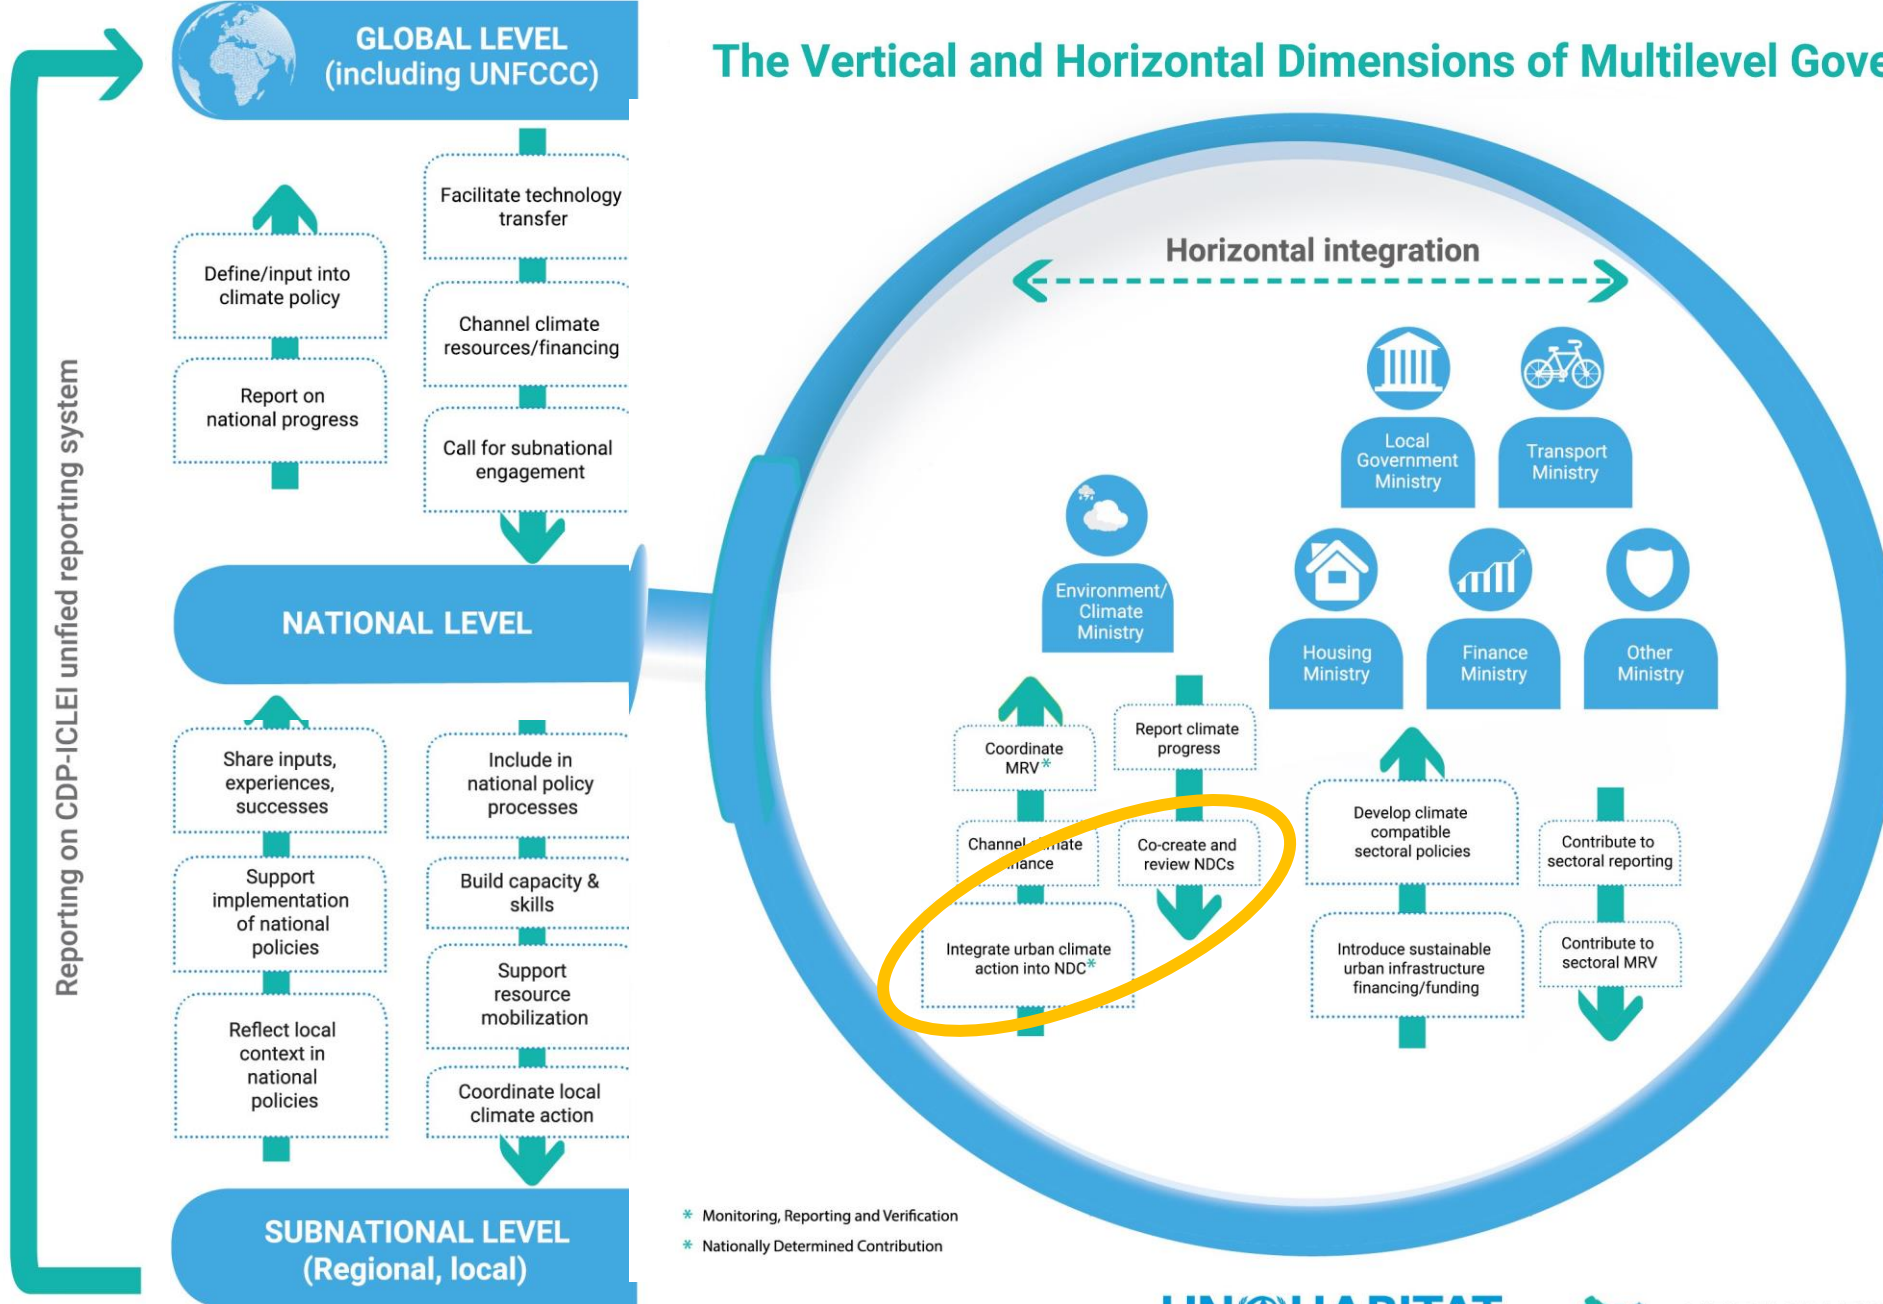 GLOBAL LEVEL
(including UNFCCC)
The Vertical and Horizontal Dimensions of Multilevel Gove
Reporting on CDP-ICLEI unified reporting system
Define/input into
climate policy
Report on
national progress
Facilitate technology
transfer
Channel climate
resources/financing
Call for subnational
engagement
NATIONAL LEVEL
Share inputs,
experiences,
successes
Support
implementation
of national
policies
Reflect local
context in
national
policies
Include in
national policy
processes
Build capacity &
skills
Support
resource
mobilization
Coordinate local
climate action
SUBNATIONAL LEVEL
(Regional, local)
Horizontal integration
Local
Government
Ministry
Transport
Ministry
Environment/
Climate
Ministry
Housing
Ministry
Finance
Ministry
Other
Ministry
Coordinate
MRV*
Channel climate
finance
Integrate urban climate
action into NDC*
Report climate
progress
Co-create and
review NDCs
Develop climate
compatible
sectoral policies
Introduce sustainable
urban infrastructure
financing/funding
Contribute to
sectoral reporting
Contribute to
sectoral MRV
* Monitoring, Reporting and Verification
* Nationally Determined Contribution
UN HABITAT